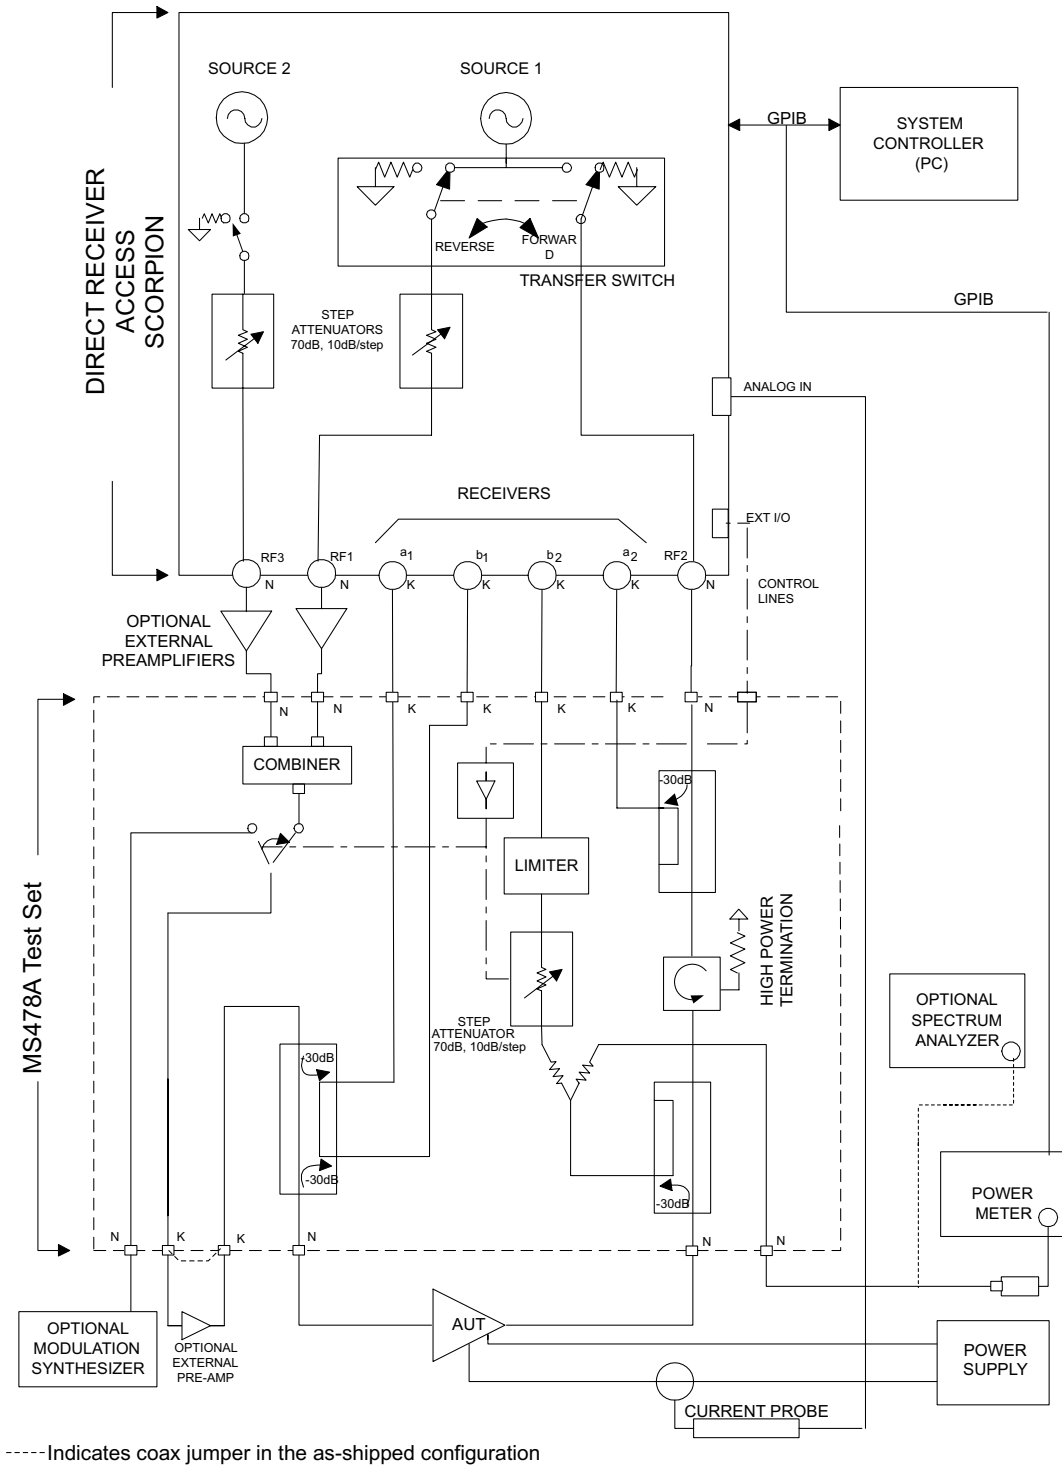 SOURCE 2
SOURCE 1
GPIB
SYSTEM
CONTROLLER
(PC)
DIRECT RECEIVER
ACCESS
SCORPION
REVERSE
FORWAR
D
TRANSFER SWITCH
GPIB
STEP
ATTENUATORS
70dB, 10dB/step
ANALOG IN
RECEIVERS
EXT I/O
RF3
N
RF1
N
a1
K
b1
K
b2
K
a2
K
RF2
N
CONTROL
LINES
OPTIONAL
EXTERNAL
PREAMPLIFIERS
N
N
K
K
K
K
N
COMBINER
-30dB
LIMITER
MS478A Test Set
HIGH POWER
TERMINATION
STEP
ATTENUATOR
70dB, 10dB/step
OPTIONAL
SPECTRUM
ANALYZER
-30dB
-30dB
-30dB
POWER
METER
N
K
K
N
N
N
OPTIONAL
MODULATION
SYNTHESIZER
OPTIONAL
EXTERNAL
PRE-AMP
AUT
POWER
SUPPLY
CURRENT PROBE
-----Indicates coax jumper in the as-shipped configuration